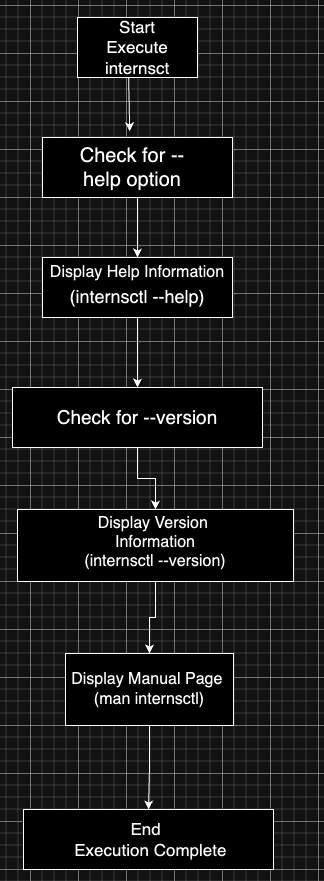 Start
Execute
internsct
Check for --
help option
Display Help Information
(internsctl --help)
Check for --version
Display Version
Information
(internsctl --version)
Display Manual Page
(man internsctl)
End
Execution Complete